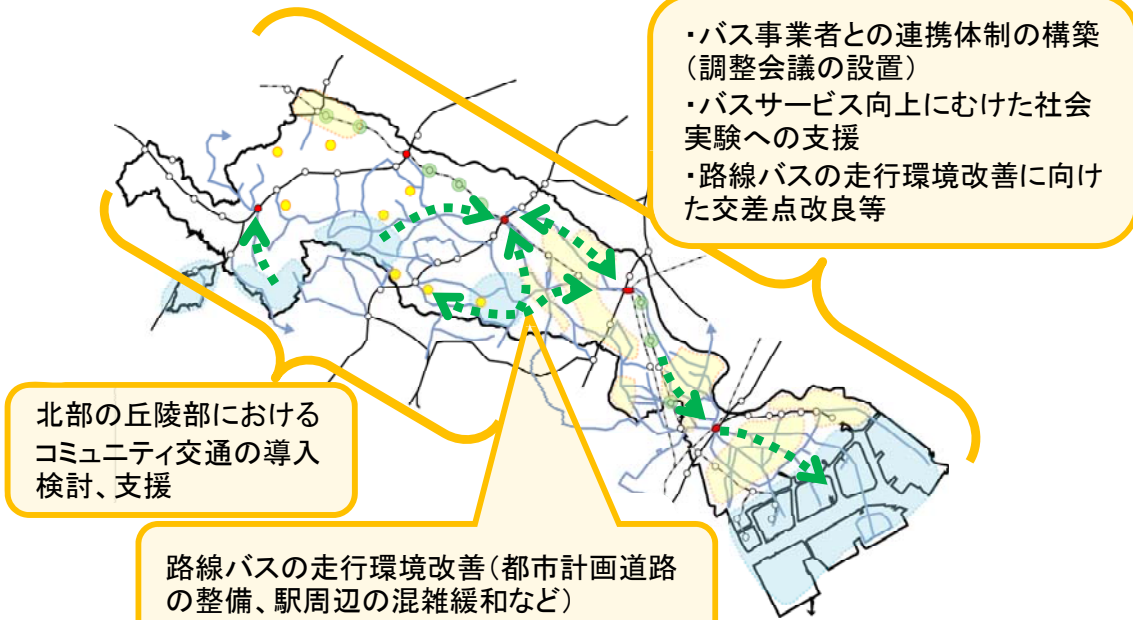 ・バス事業者との連携体制の構築
(調整会議の設置)
・バスサービス向上にむけた社会
実験への支援
・路線バスの走行環境改善に向け
た交差点改良等
北部の丘陵部における
コミュニティ交通の導入
検討、支援
路線バスの走行環境改善(都市計画道路
の整備、駅周辺の混雑緩和など)